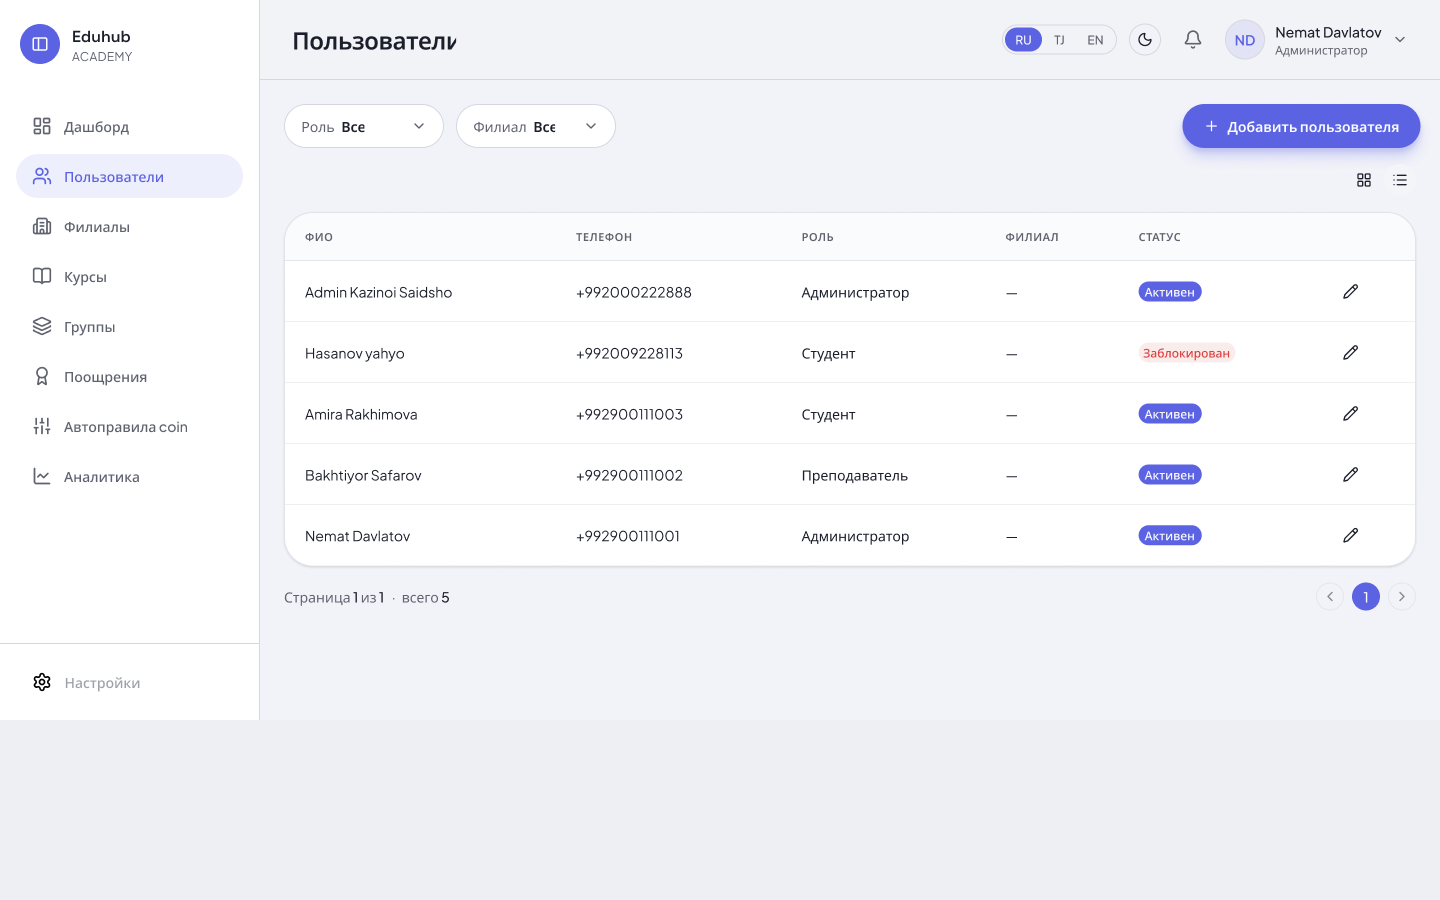 Eduhub
ACADEMY
Дашборд
Пользователи
Филиалы
Курсы
Группы
Поощрения
Автоправила coin
Аналитика
Настройки
Пользователи
RU TJ EN
ND
Nemat Davlatov
Администратор
Роль Все
Филиал Все
Добавить пользователя
ФИО ТЕЛЕФОН РОЛЬ ФИЛИАЛ СТАТУС
Admin Kazinoi Saidsho +992000222888 Администратор — Активен
Hasanov yahyo +992009228113 Студент — Заблокирован
Amira Rakhimova +992900111003 Студент — Активен
Bakhtiyor Safarov +992900111002 Преподаватель — Активен
Nemat Davlatov +992900111001 Администратор — Активен
Страница 1 из 1 · всего 5
1